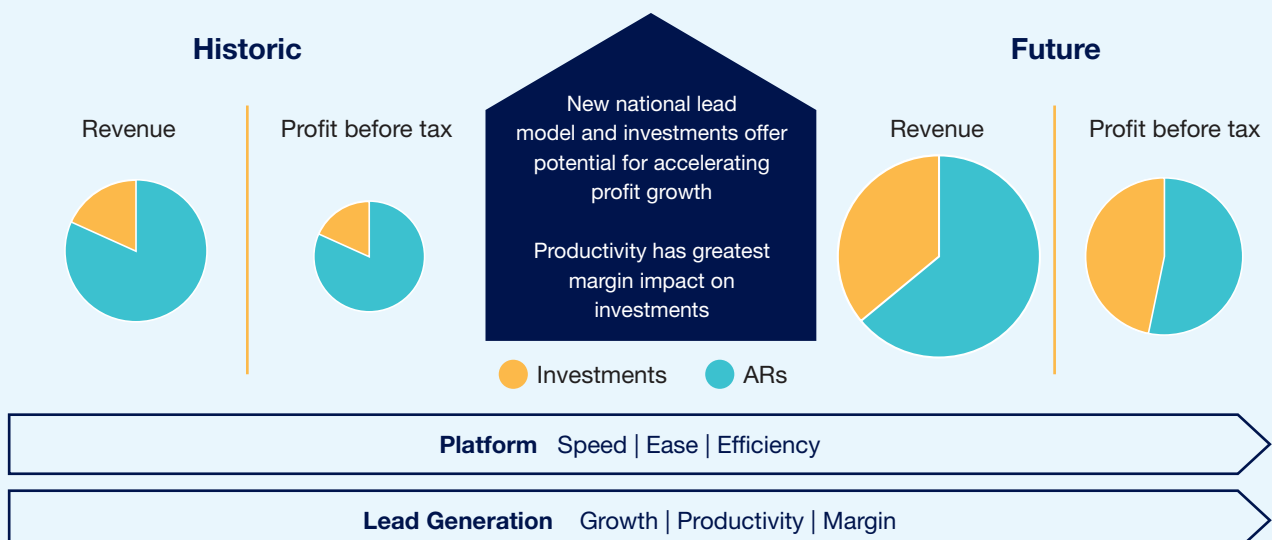 Historic
Revenue
Profit before tax
New national lead
model and investments offer
potential for accelerating
profit growth
Productivity has greatest
margin impact on
investments
Future
Revenue
Profit before tax
Investments
ARs
Platform Speed | Ease | Efficiency
Lead Generation Growth | Productivity | Margin